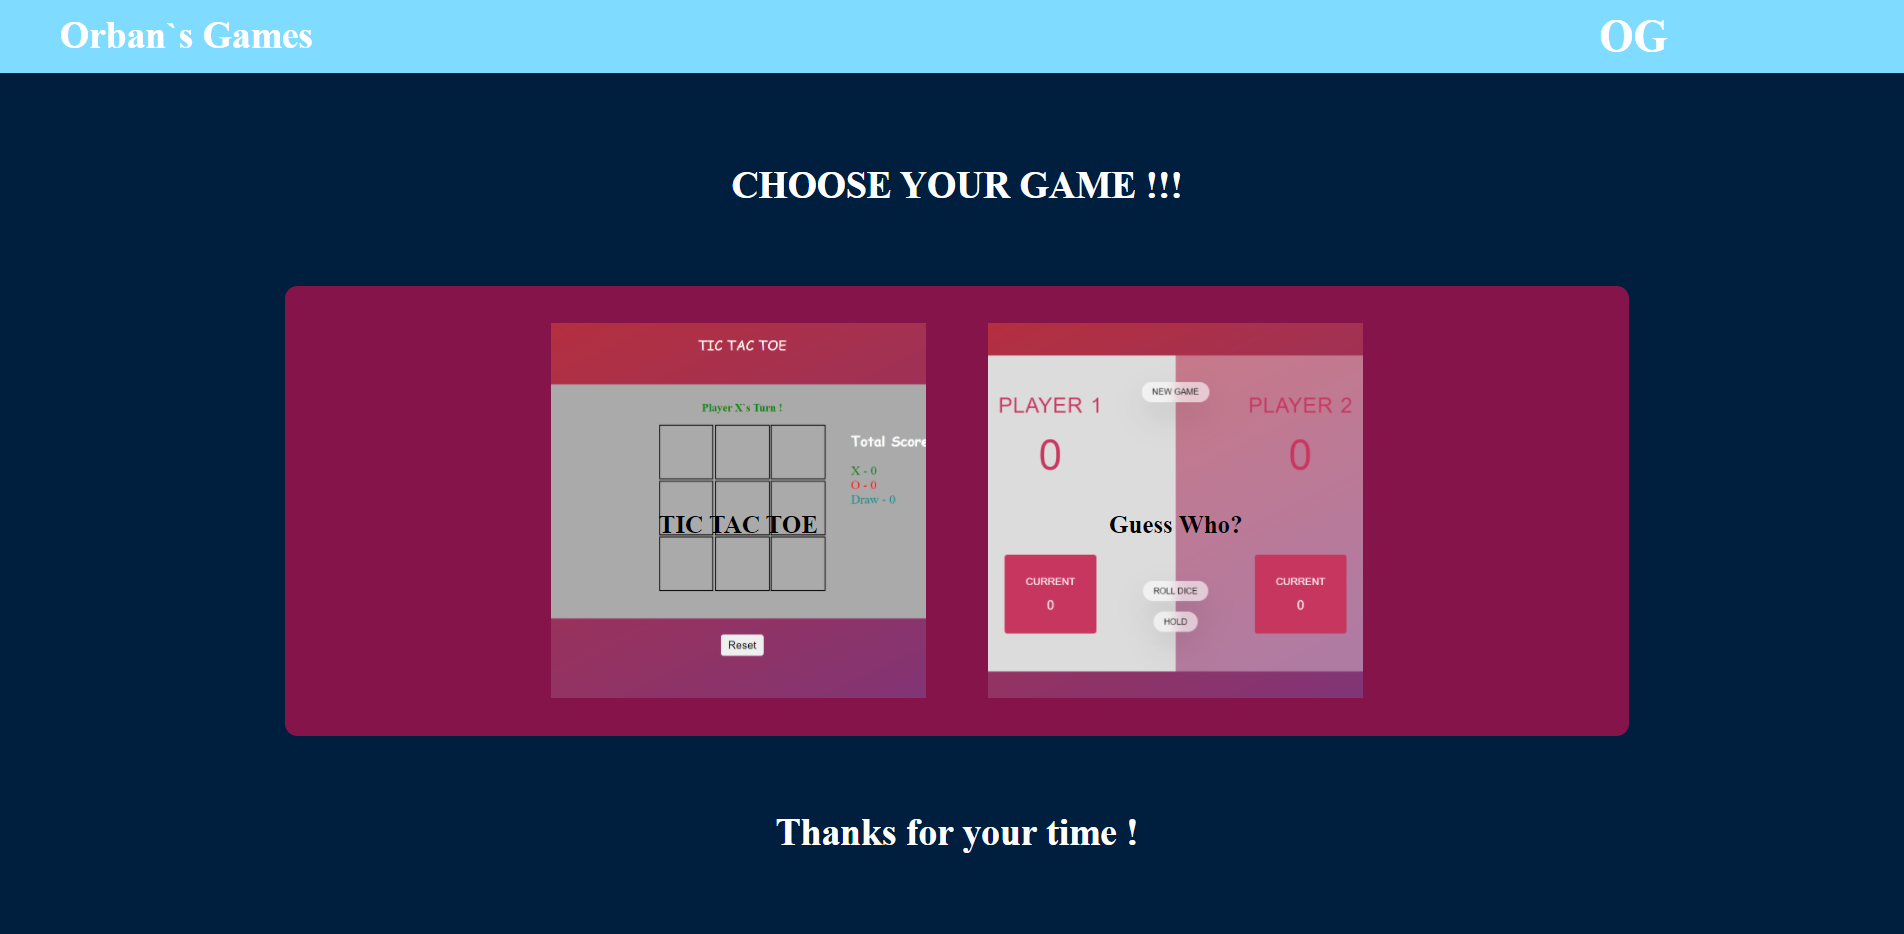 Orban`s Games
OG
CHOOSE YOUR GAME !!!
TIC TAC TOE
Player X`s Turn !
Total Score
X - 0
O - 0
Draw - 0
TIC TAC TOE
Reset
NEW GAME
PLAYER 1
0
PLAYER 2
0
Guess Who?
CURRENT
0
ROLL DICE
HOLD
CURRENT
0
Thanks for your time !